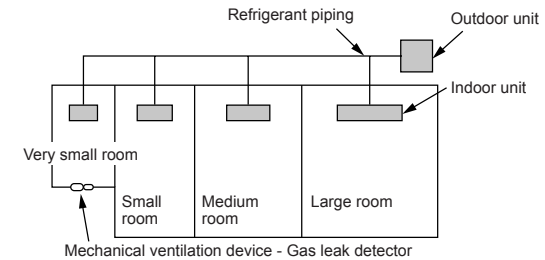 Refrigerant piping
Outdoor unit
Indoor unit
Very small room
Small
room
Medium
room
Large room
Mechanical ventilation device - Gas leak detector